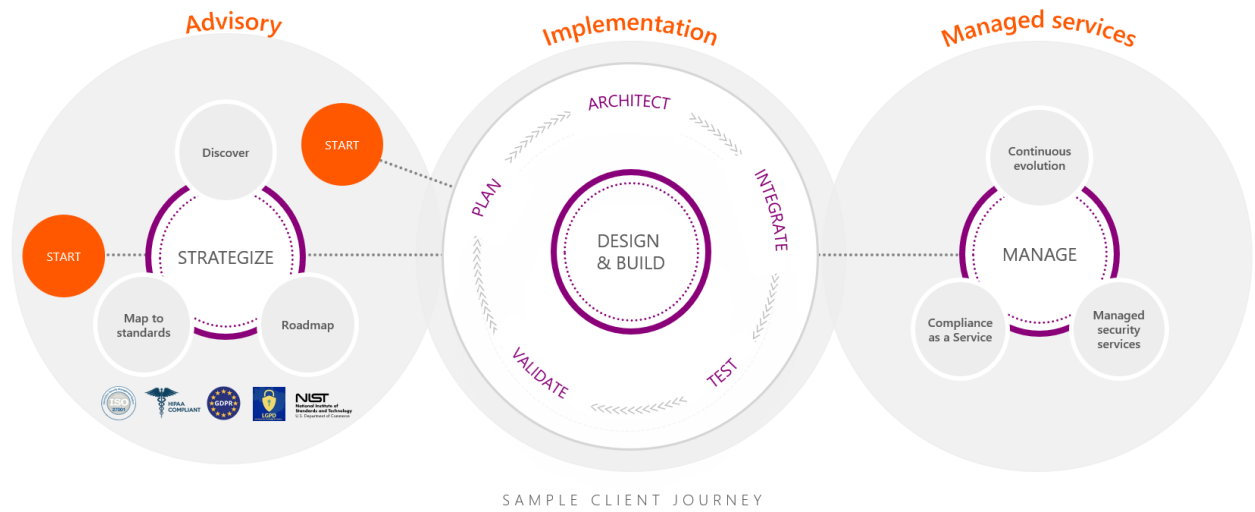 Advisory
Implementation
Managed services
START
Discover
STRATEGIZE
Map to
standards
Roadmap
ISO
27001
HIPAA
COMPLIANT
GDPR
LGPD
NIST
National Institute of
Standards and Technology
U.S. Department of Commerce
START
PLAN
ARCHITECT
INTEGRATE
TEST
VALIDATE
DESIGN
& BUILD
Continuous
evolution
MANAGE
Compliance
as a Service
Managed
security
services
SAMPLE CLIENT JOURNEY